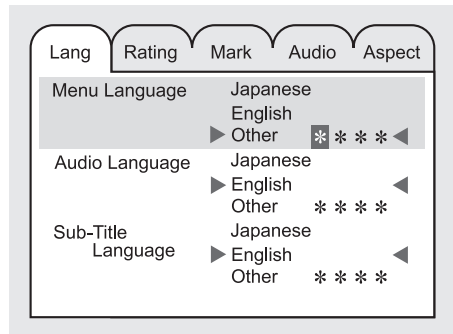 Lang Rating Mark Audio Aspect
Menu Language Japanese
English
Other ＊＊＊＊
Audio Language Japanese
English
Other ＊＊＊＊
Sub-Title Japanese
Language English
Other ＊＊＊＊